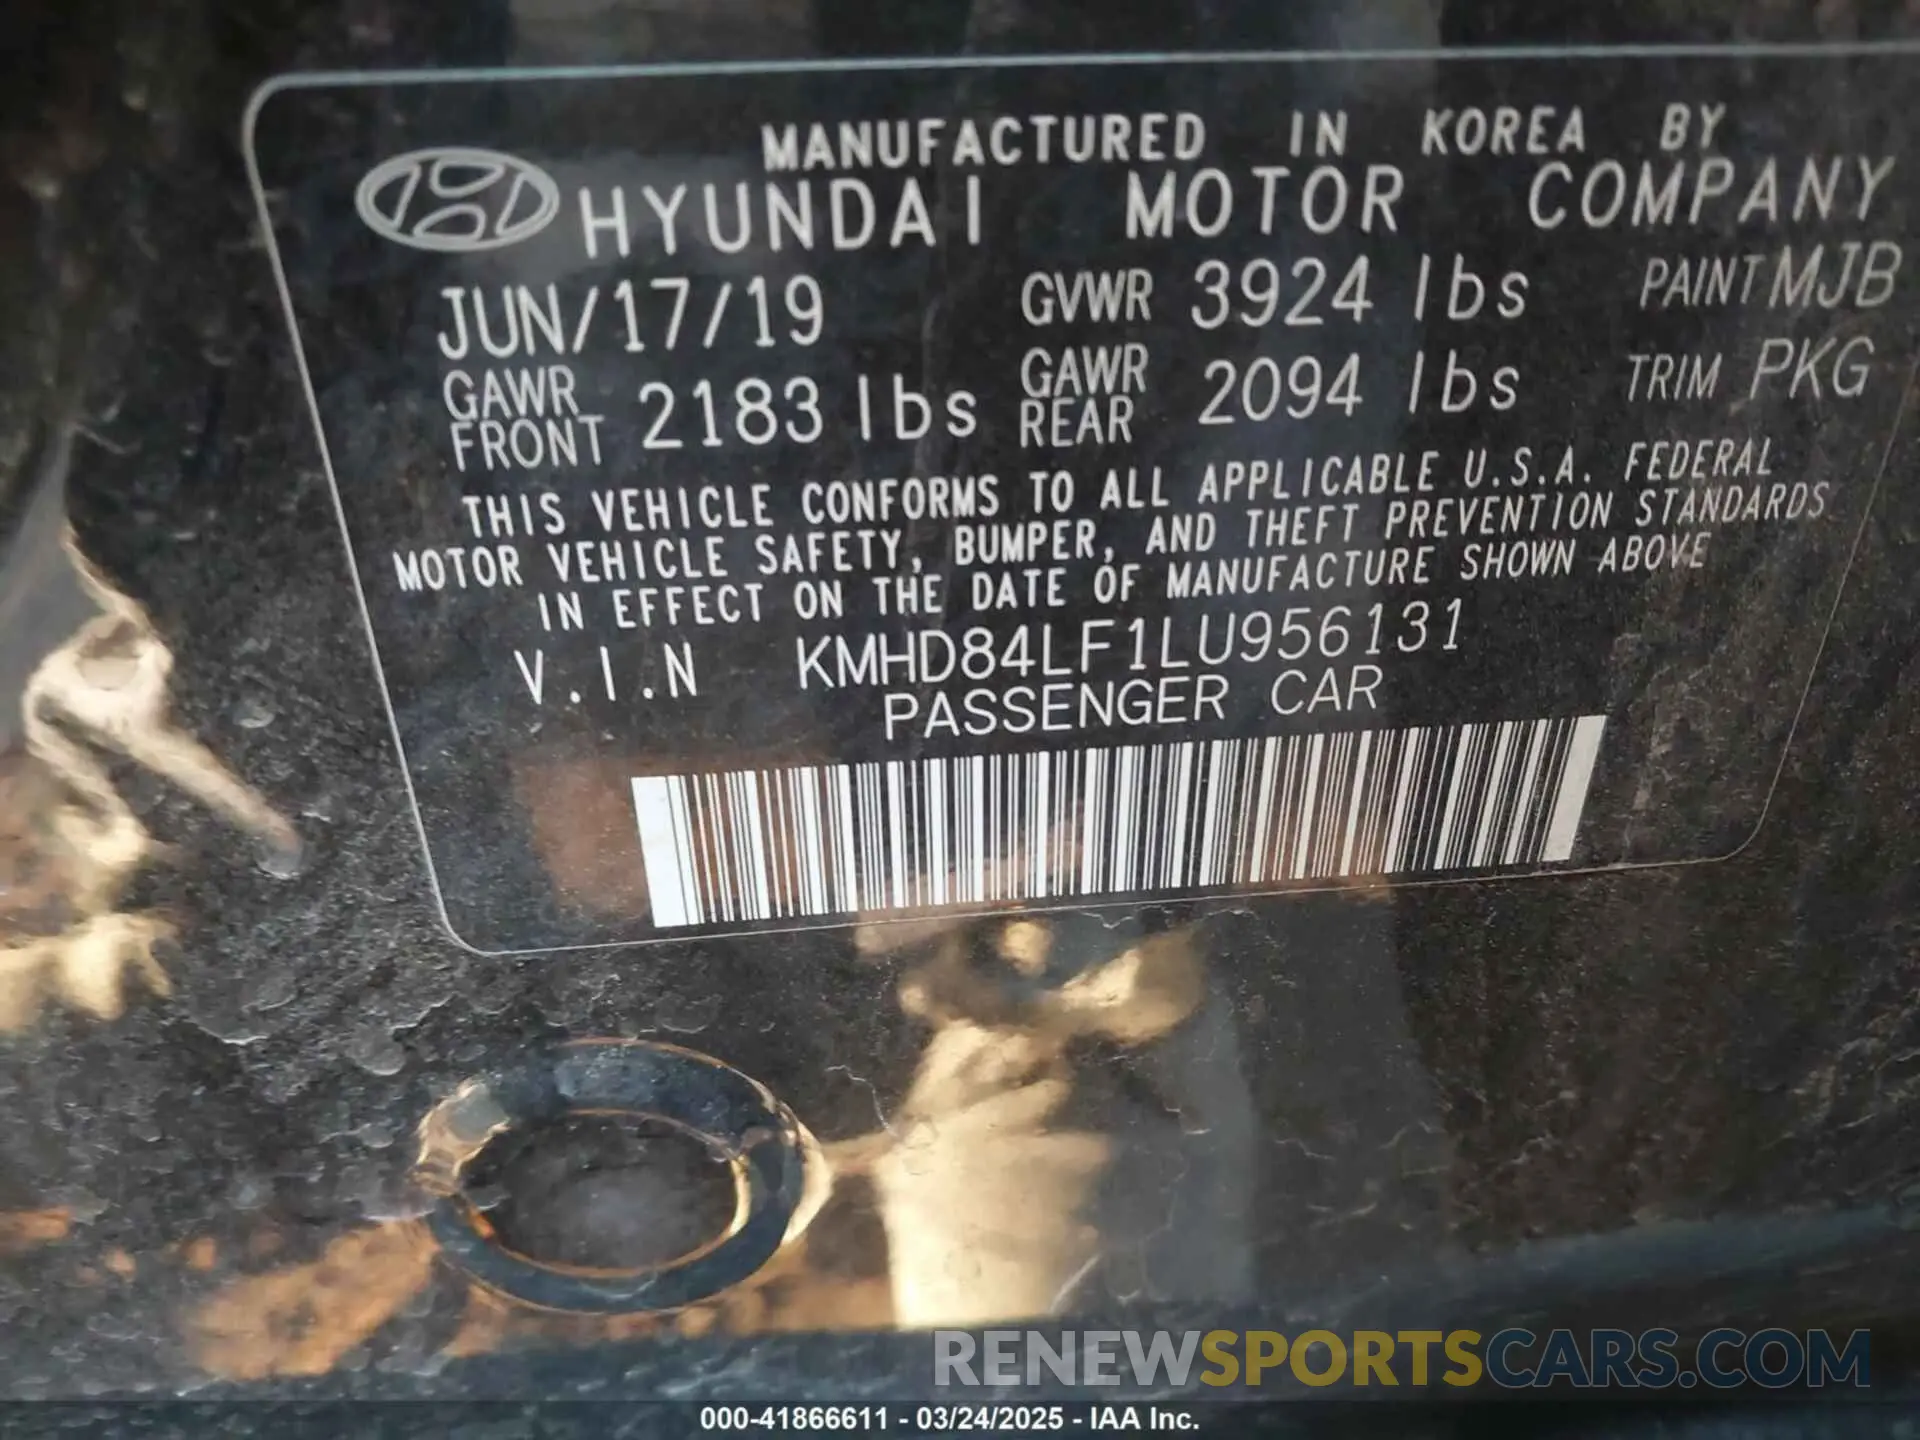 MANUFACTURED IN KOREA BY
HYUNDAI MOTOR COMPANY
JUN/17/19 GVWR 3924 lbs PAINT MJB
GAWR FRONT 2183 lbs GAWR REAR 2094 lbs TRIM PKG
THIS VEHICLE CONFORMS TO ALL APPLICABLE U.S.A. FEDERAL
MOTOR VEHICLE SAFETY, BUMPER, AND THEFT PREVENTION STANDARDS
IN EFFECT ON THE DATE OF MANUFACTURE SHOWN ABOVE
V.I.N KMHD84LF1LU956131
PASSENGER CAR
RENEWSPORTSCARS.COM
000-41866611 - 03/24/2025 - IAA Inc.